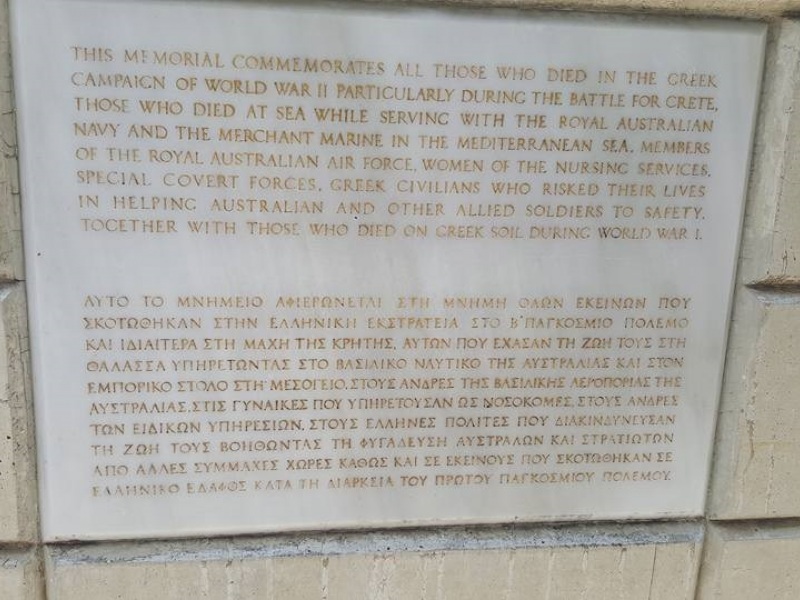 THIS MEMORIAL COMMEMORATES ALL THOSE WHO DIED IN THE GREEK
CAMPAIGN OF WORLD WAR II PARTICULARLY DURING THE BATTLE FOR CRETE,
THOSE WHO DIED AT SEA WHILE SERVING WITH THE ROYAL AUSTRALIAN
NAVY AND THE MERCHANT MARINE IN THE MEDITERRANEAN SEA, MEMBERS
OF THE ROYAL AUSTRALIAN AIR FORCE, WOMEN OF THE NURSING SERVICES,
SPECIAL COVERT FORCES, GREEK CIVILIANS WHO RISKED THEIR LIVES
IN HELPING AUSTRALIAN AND OTHER ALLIED SOLDIERS TO SAFETY,
TOGETHER WITH THOSE WHO DIED ON GREEK SOIL DURING WORLD WAR I.
ΑΥΤΟ ΤΟ ΜΝΗΜΕΙΟ ΑΦΙΕΡΩΝΕΤΑΙ ΣΤΗ ΜΝΗΜΗ ΟΛΩΝ ΕΚΕΙΝΩΝ ΠΟΥ
ΣΚΟΤΩΘΗΚΑΝ ΣΤΗΝ ΕΛΛΗΝΙΚΗ ΕΚΣΤΡΑΤΕΙΑ ΣΤΟ Β΄ ΠΑΓΚΟΣΜΙΟ ΠΟΛΕΜΟ
ΚΑΙ ΙΔΙΑΙΤΕΡΑ ΣΤΗ ΜΑΧΗ ΤΗΣ ΚΡΗΤΗΣ, ΑΥΤΩΝ ΠΟΥ ΕΧΑΣΑΝ ΤΗ ΖΩΗ ΤΟΥΣ ΣΤΗ
ΘΑΛΑΣΣΑ ΥΠΗΡΕΤΩΝΤΑΣ ΣΤΟ ΒΑΣΙΛΙΚΟ ΝΑΥΤΙΚΟ ΤΗΣ ΑΥΣΤΡΑΛΙΑΣ ΚΑΙ ΣΤΟΝ
ΕΜΠΟΡΙΚΟ ΣΤΟΛΟ ΣΤΗ ΜΕΣΟΓΕΙΟ, ΣΤΟΥΣ ΑΝΔΡΕΣ ΤΗΣ ΒΑΣΙΛΙΚΗΣ ΑΕΡΟΠΟΡΙΑΣ ΤΗΣ
ΑΥΣΤΡΑΛΙΑΣ, ΣΤΙΣ ΓΥΝΑΙΚΕΣ ΠΟΥ ΥΠΗΡΕΤΟΥΣΑΝ ΩΣ ΝΟΣΟΚΟΜΕΣ, ΣΤΟΥΣ ΑΝΔΡΕΣ
ΤΩΝ ΕΙΔΙΚΩΝ ΥΠΗΡΕΣΙΩΝ, ΣΤΟΥΣ ΕΛΛΗΝΕΣ ΠΟΛΙΤΕΣ ΠΟΥ ΔΙΑΚΙΝΔΥΝΕΥΣΑΝ
ΤΗ ΖΩΗ ΤΟΥΣ ΒΟΗΘΩΝΤΑΣ ΤΗ ΦΥΓΑΔΕΥΣΗ ΑΥΣΤΡΑΛΩΝ ΚΑΙ ΣΤΡΑΤΙΩΤΩΝ
ΑΠΟ ΑΛΛΕΣ ΣΥΜΜΑΧΕΣ ΧΩΡΕΣ ΚΑΘΩΣ ΚΑΙ ΣΕ ΕΚΕΙΝΟΥΣ ΠΟΥ ΣΚΟΤΩΘΗΚΑΝ ΣΕ
ΕΛΛΗΝΙΚΟ ΕΔΑΦΟΣ ΚΑΤΑ ΤΗ ΔΙΑΡΚΕΙΑ ΤΟΥ ΠΡΩΤΟΥ ΠΑΓΚΟΣΜΙΟΥ ΠΟΛΕΜΟΥ.